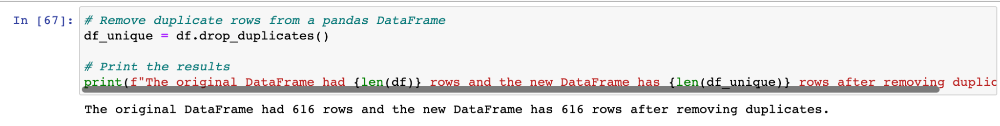 In [67]: # Remove duplicate rows from a pandas DataFrame
df_unique = df.drop_duplicates()
# Print the results
print(f"The original DataFrame had {len(df)} rows and the new DataFrame has {len(df_unique)} rows after removing duplic
The original DataFrame had 616 rows and the new DataFrame has 616 rows after removing duplicates.